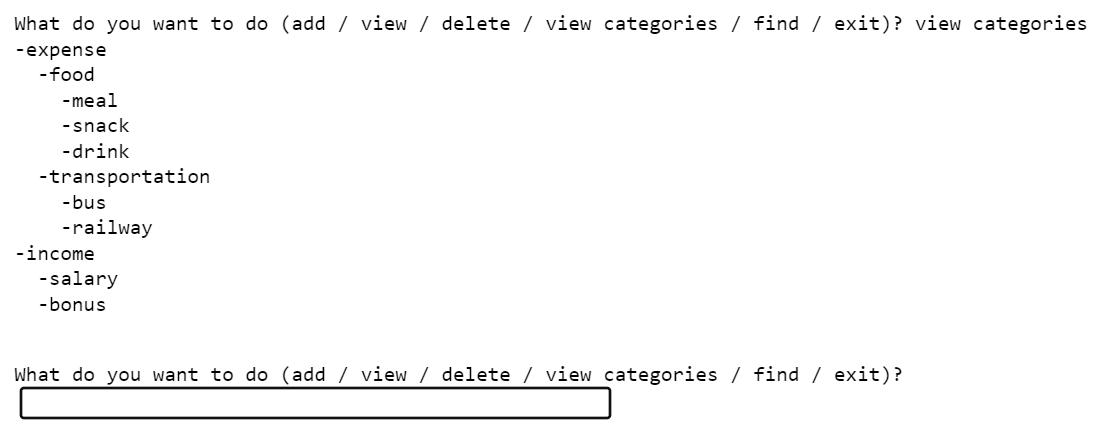 What do you want to do (add / view / delete / view categories / find / exit)? view categories
-expense
  -food
    -meal
    -snack
    -drink
  -transportation
    -bus
    -railway
-income
  -salary
  -bonus
What do you want to do (add / view / delete / view categories / find / exit)?